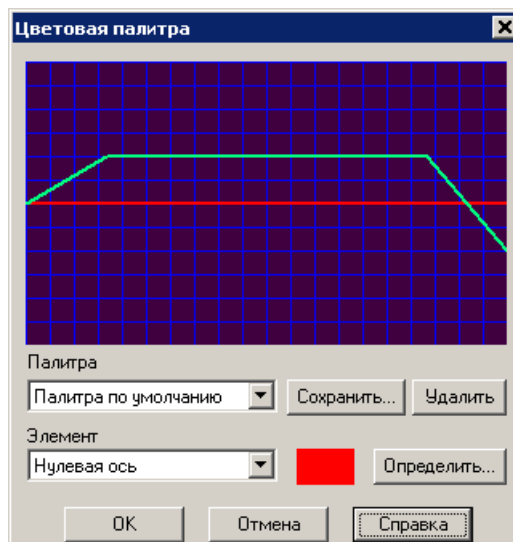 Цветовая палитра
Палитра
Палитра по умолчанию
Сохранить...
Удалить
Элемент
Нулевая ось
Определить...
OK
Отмена
Справка